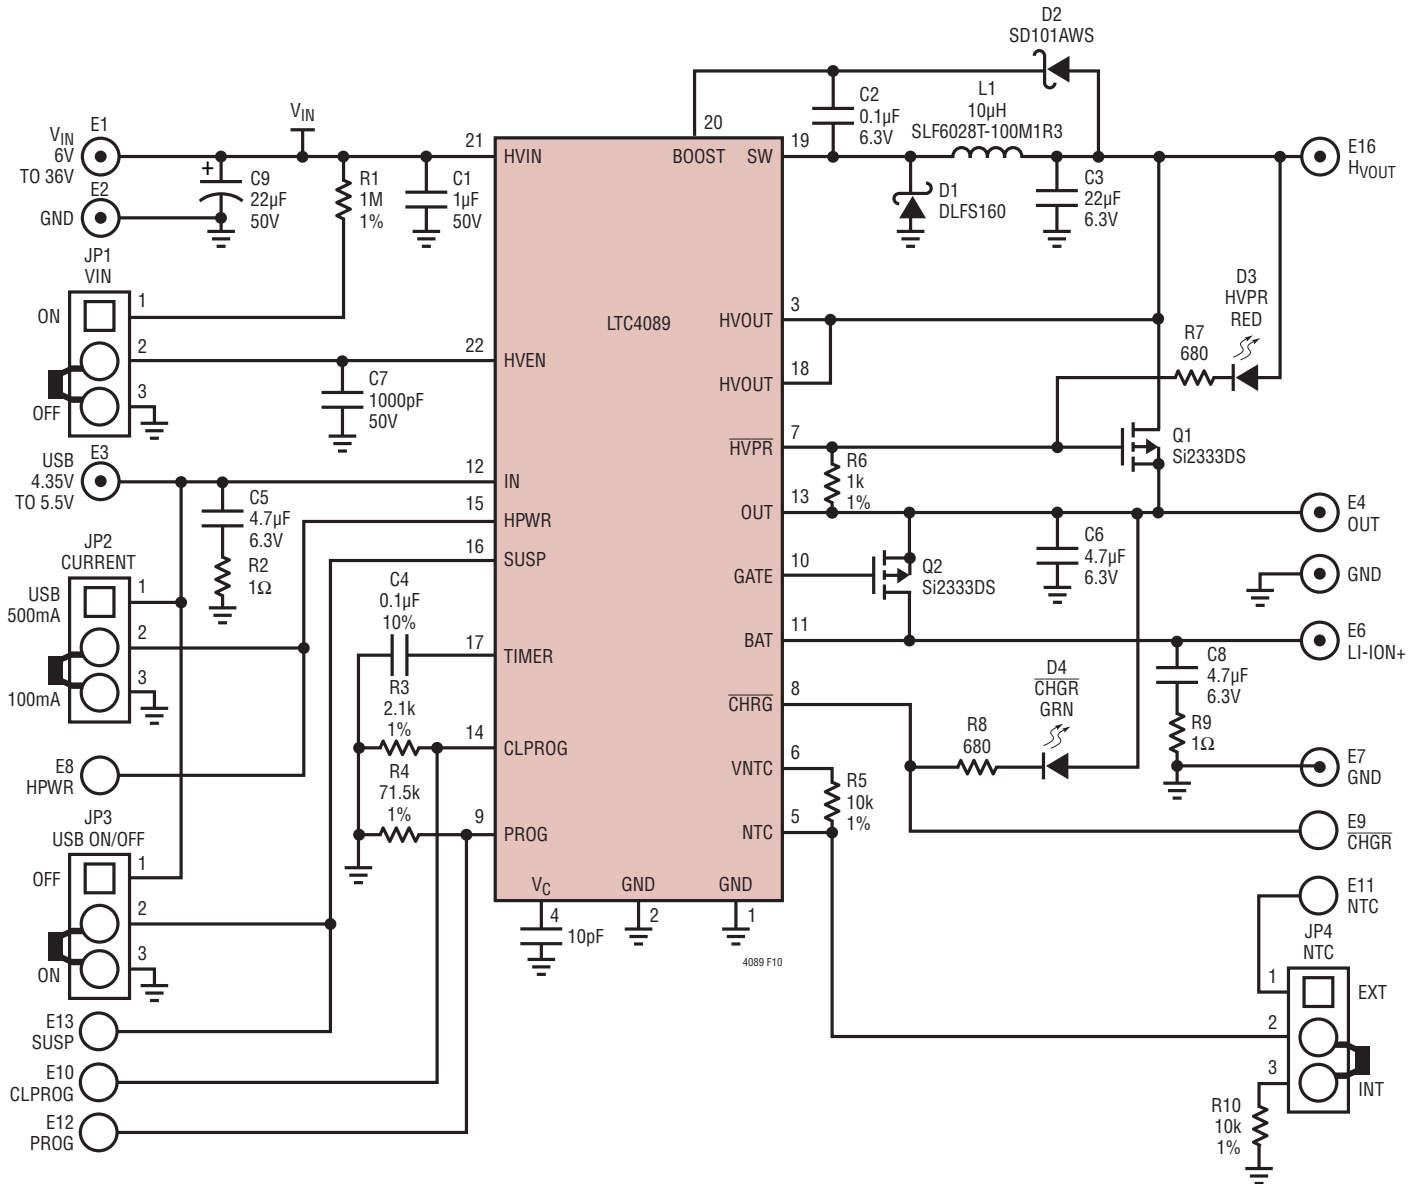 D2
SD101AWS
L1
10µH
SLF6028T-100M1R3
C2
0.1µF
6.3V
20
BOOST
SW
19
E16
HVOUT
VIN
E1
VIN
6V
TO 36V
E2
GND
+
C9
22µF
50V
R1
1M
1%
C1
1µF
50V
21
HVIN
D1
DLFS160
C3
22µF
6.3V
JP1
VIN
ON
OFF
1
2
3
22
HVEN
C7
1000pF
50V
LTC4089
3
HVOUT
18
HVOUT
D3
HVPR
RED
R7
680
7
HVPR
Q1
Si2333DS
R6
1k
1%
E3
USB
4.35V
TO 5.5V
12
IN
C5
4.7µF
6.3V
R2
1Ω
15
HPWR
16
SUSP
13
OUT
E4
OUT
C6
4.7µF
6.3V
GND
10
GATE
Q2
Si2333DS
JP2
CURRENT
USB
500mA
100mA
1
2
3
C4
0.1µF
10%
17
TIMER
11
BAT
E6
LI-ION+
C8
4.7µF
6.3V
R9
1Ω
E7
GND
R3
2.1k
1%
14
CLPROG
8
CHRG
D4
CHGR
GRN
R8
680
E9
CHGR
E8
HPWR
R4
71.5k
1%
9
PROG
6
VNTC
R5
10k
1%
5
NTC
JP3
USB ON/OFF
OFF
ON
1
2
3
VC
4
10pF
GND
2
GND
1
4089 F10
E11
NTC
JP4
NTC
1
2
3
EXT
INT
R10
10k
1%
E13
SUSP
E10
CLPROG
E12
PROG